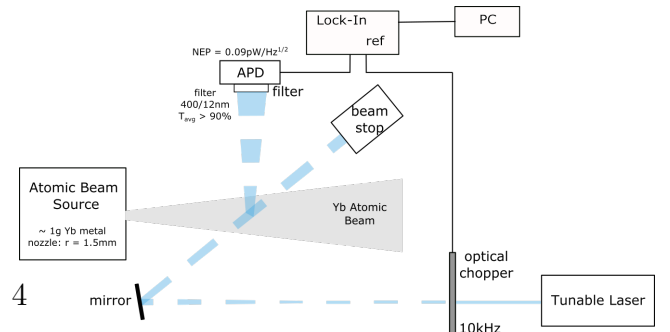 Lock-In
ref
PC
NEP = 0.09pW/Hz^1/2
APD
filter
filter
400/12nm
T_avg > 90%
beam
stop
Atomic Beam
Source
~ 1g Yb metal
nozzle: r = 1.5mm
Yb Atomic
Beam
optical
chopper
4
mirror
Tunable Laser
10kHz